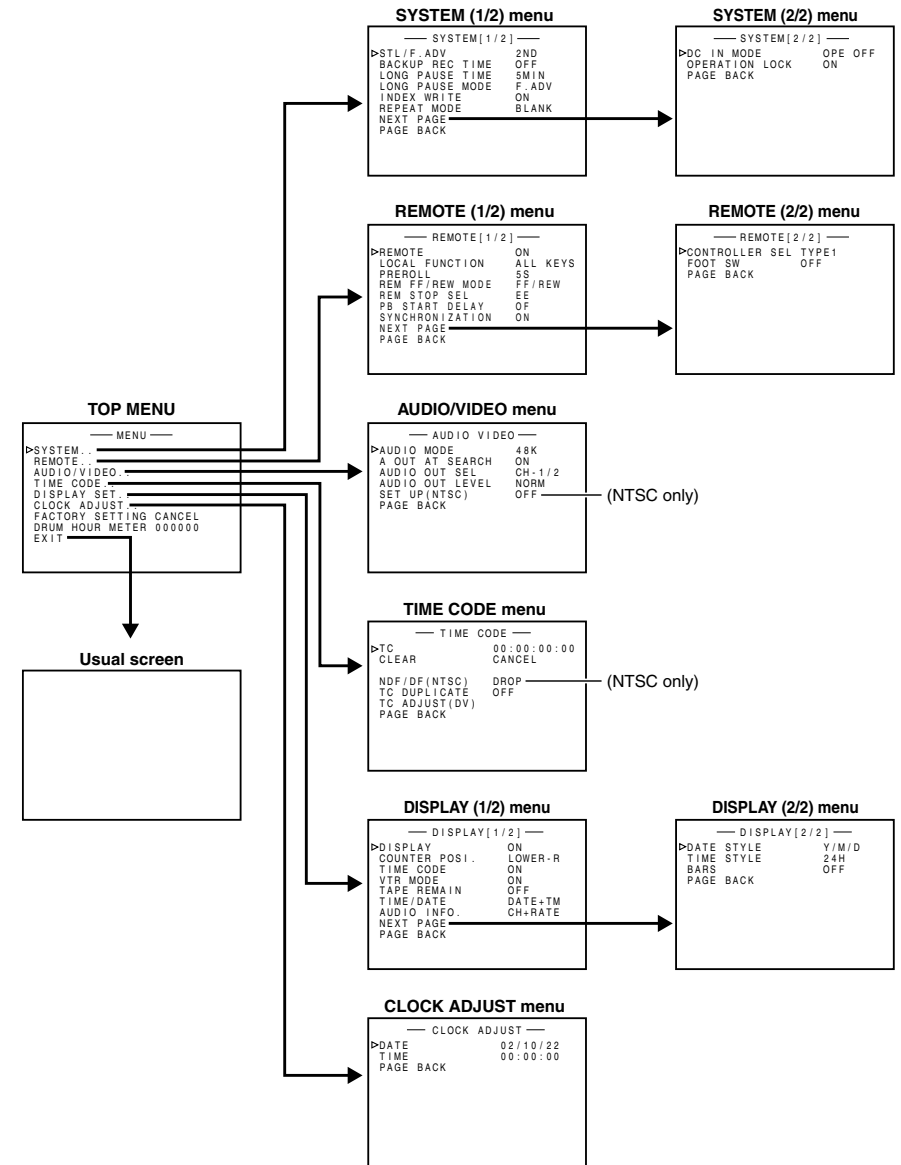 SYSTEM (1/2) menu
SYSTEM[1/2]
STL/F.ADV 2ND
BACKUP REC TIME OFF
LONG PAUSE TIME 5MIN
LONG PAUSE MODE F.ADV
INDEX WRITE ON
REPEAT MODE BLANK
NEXT PAGE
PAGE BACK
SYSTEM (2/2) menu
SYSTEM[2/2]
DC IN MODE OPE OFF
OPERATION LOCK ON
PAGE BACK
REMOTE (1/2) menu
REMOTE[1/2]
REMOTE ON
LOCAL FUNCTION ALL KEYS
PREROLL 5S
REM FF/REW MODE FF/REW
REM STOP SEL EE
PB START DELAY OF
SYNCHRONIZATION ON
NEXT PAGE
PAGE BACK
REMOTE (2/2) menu
REMOTE[2/2]
CONTROLLER SEL TYPE1
FOOT SW OFF
PAGE BACK
TOP MENU
MENU
SYSTEM..
REMOTE..
AUDIO/VIDEO..
TIME CODE..
DISPLAY SET..
CLOCK ADJUST..
FACTORY SETTING CANCEL
DRUM HOUR METER 000000
EXIT
AUDIO/VIDEO menu
AUDIO VIDEO
AUDIO MODE 48K
A OUT AT SEARCH ON
AUDIO OUT SEL CH-1/2
AUDIO OUT LEVEL NORM
SET UP(NTSC) OFF
PAGE BACK
(NTSC only)
Usual screen
TIME CODE menu
TIME CODE
TC 00:00:00:00
CLEAR CANCEL
NDF/DF(NTSC) DROP
TC DUPLICATE OFF
TC ADJUST(DV)
PAGE BACK
(NTSC only)
DISPLAY (1/2) menu
DISPLAY[1/2]
DISPLAY ON
COUNTER POSI. LOWER-R
TIME CODE ON
VTR MODE ON
TAPE REMAIN OFF
TIME/DATE DATE+TM
AUDIO INFO. CH+RATE
NEXT PAGE
PAGE BACK
DISPLAY (2/2) menu
DISPLAY[2/2]
DATE STYLE Y/M/D
TIME STYLE 24H
BARS OFF
PAGE BACK
CLOCK ADJUST menu
CLOCK ADJUST
DATE 02/10/22
TIME 00:00:00
PAGE BACK